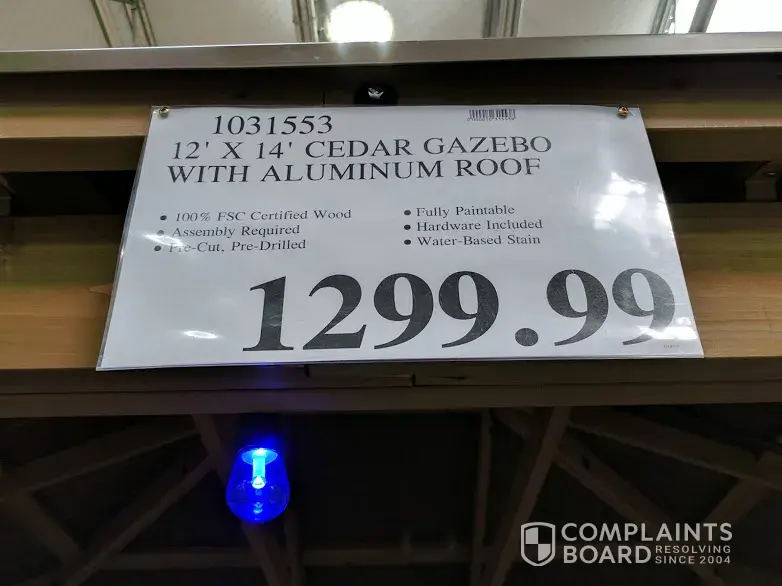 1031553
12' X 14' CEDAR GAZEBO
WITH ALUMINUM ROOF
• 100% FSC Certified Wood
• Assembly Required
• Pre-Cut, Pre-Drilled
• Fully Paintable
• Hardware Included
• Water-Based Stain
1299.99
COMPLAINTS
BOARD RESOLVING
SINCE 2004